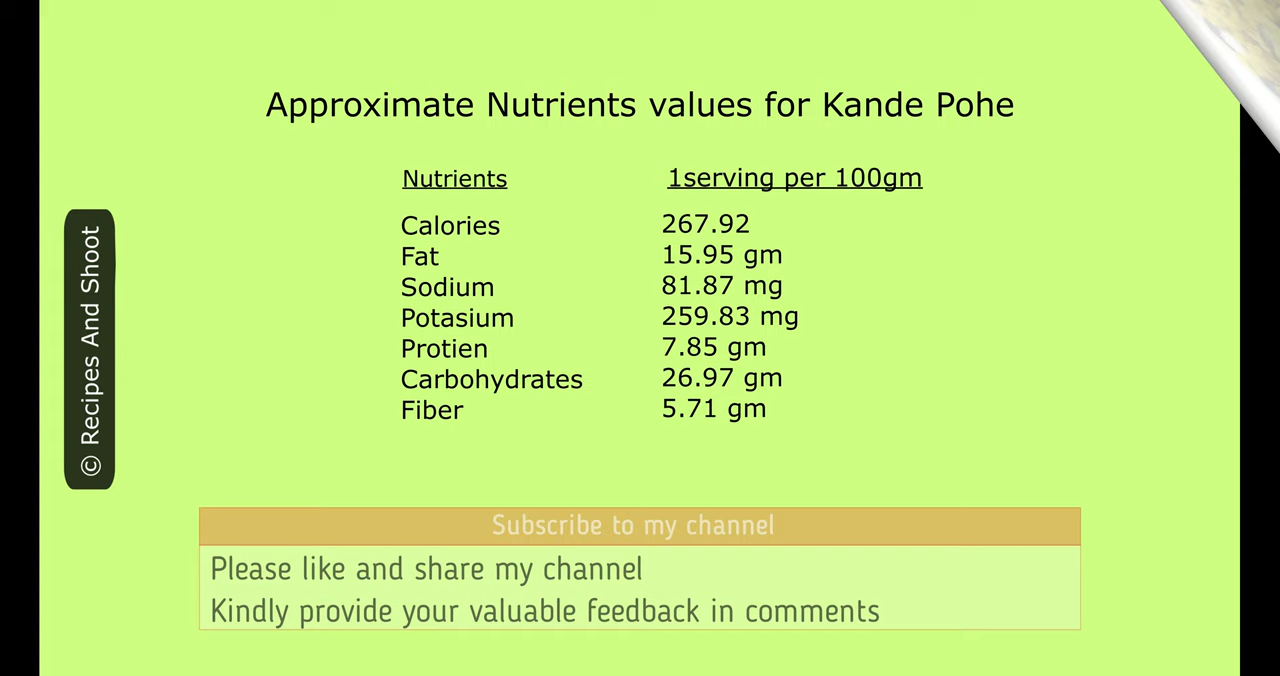 Approximate Nutrients values for Kande Pohe
Nutrients 1serving per 100gm
Calories 267.92
Fat 15.95 gm
Sodium 81.87 mg
Potasium 259.83 mg
Protien 7.85 gm
Carbohydrates 26.97 gm
Fiber 5.71 gm
© Recipes And Shoot
Subscribe to my channel
Please like and share my channel
Kindly provide your valuable feedback in comments